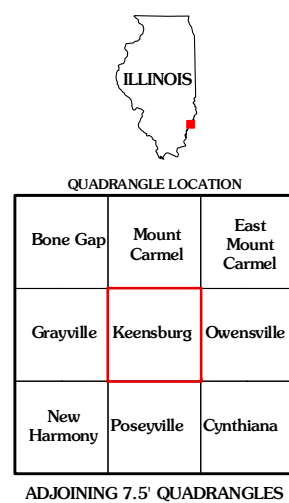 ILLINOIS
QUADRANGLE LOCATION
Bone Gap
Mount
Carmel
East
Mount
Carmel
Grayville
Keensburg
Owensville
New
Harmony
Poseyville
Cynthiana
ADJOINING 7.5' QUADRANGLES